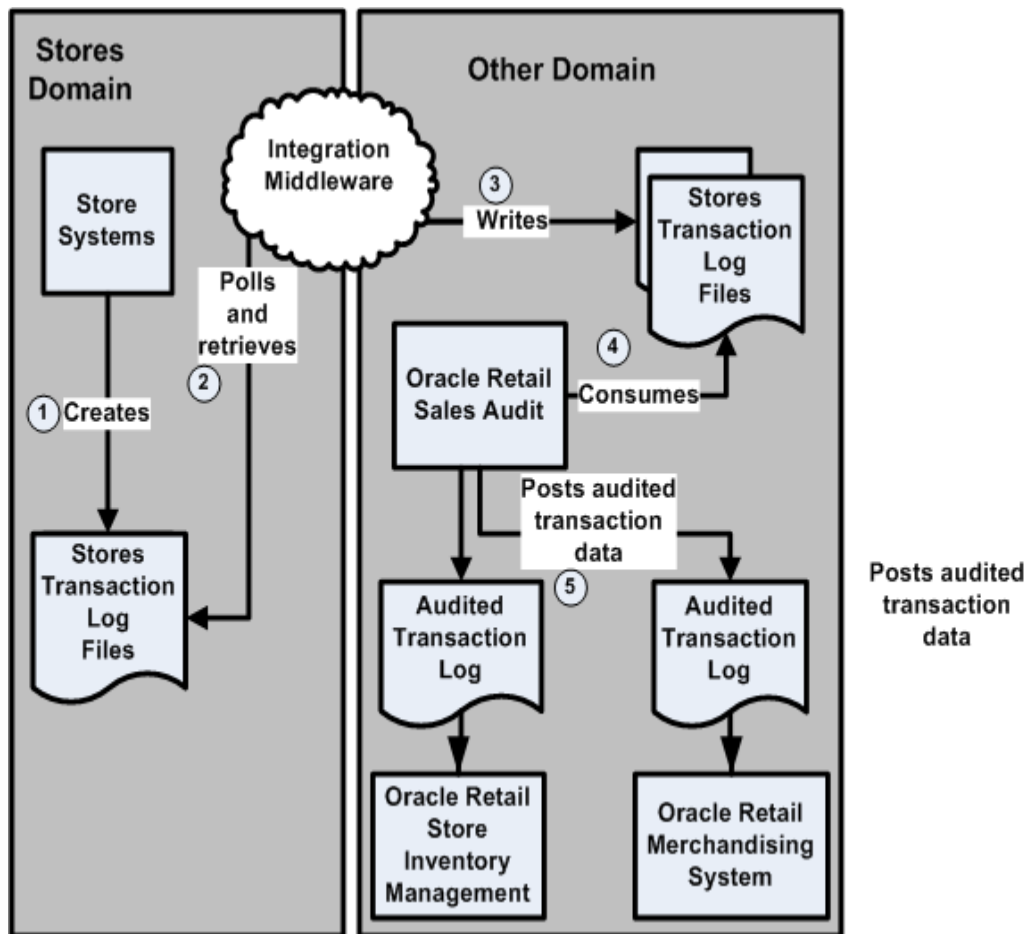 Stores
Domain
Other Domain
Integration
Middleware
Store
Systems
3
Writes
Stores
Transaction
Log
Files
Polls
and
retrieves
2
1
Creates
Oracle Retail
Sales Audit
4
Consumes
Posts audited
transaction
data
5
Stores
Transaction
Log
Files
Audited
Transaction
Log
Audited
Transaction
Log
Posts audited
transaction
data
Oracle Retail
Store
Inventory
Management
Oracle Retail
Merchandising
System